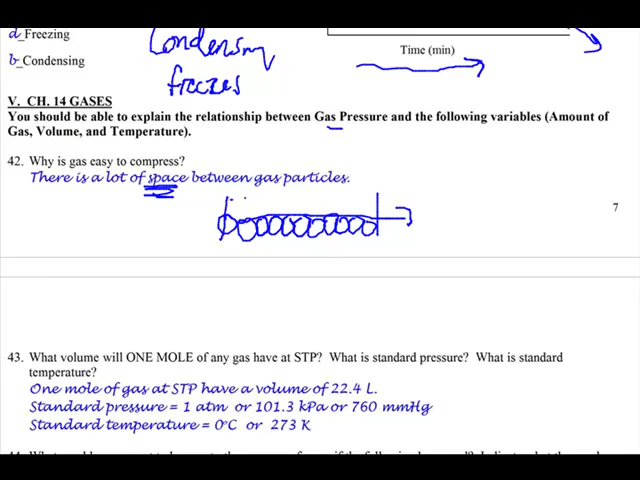 d_Freezing
b_Condensing
Condensing
freezes
Time (min)
V. CH. 14 GASES
You should be able to explain the relationship between Gas Pressure and the following variables (Amount of
Gas, Volume, and Temperature).
42. Why is gas easy to compress?
There is a lot of space between gas particles.
7
43. What volume will ONE MOLE of any gas have at STP? What is standard pressure? What is standard
temperature?
One mole of gas at STP have a volume of 22.4 L.
Standard pressure = 1 atm or 101.3 kPa or 760 mmHg
Standard temperature = 0°C or 273 K